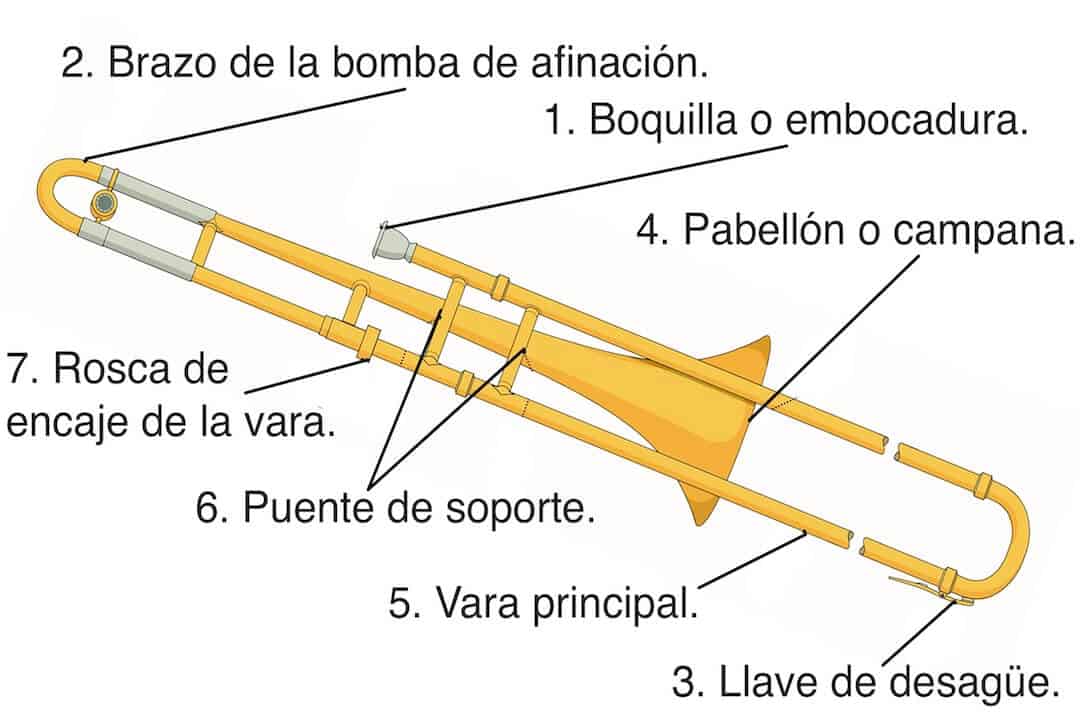 2. Brazo de la bomba de afinación.
1. Boquilla o embocadura.
4. Pabellón o campana.
7. Rosca de
encaje de la vara.
6. Puente de soporte.
5. Vara principal.
3. Llave de desagüe.